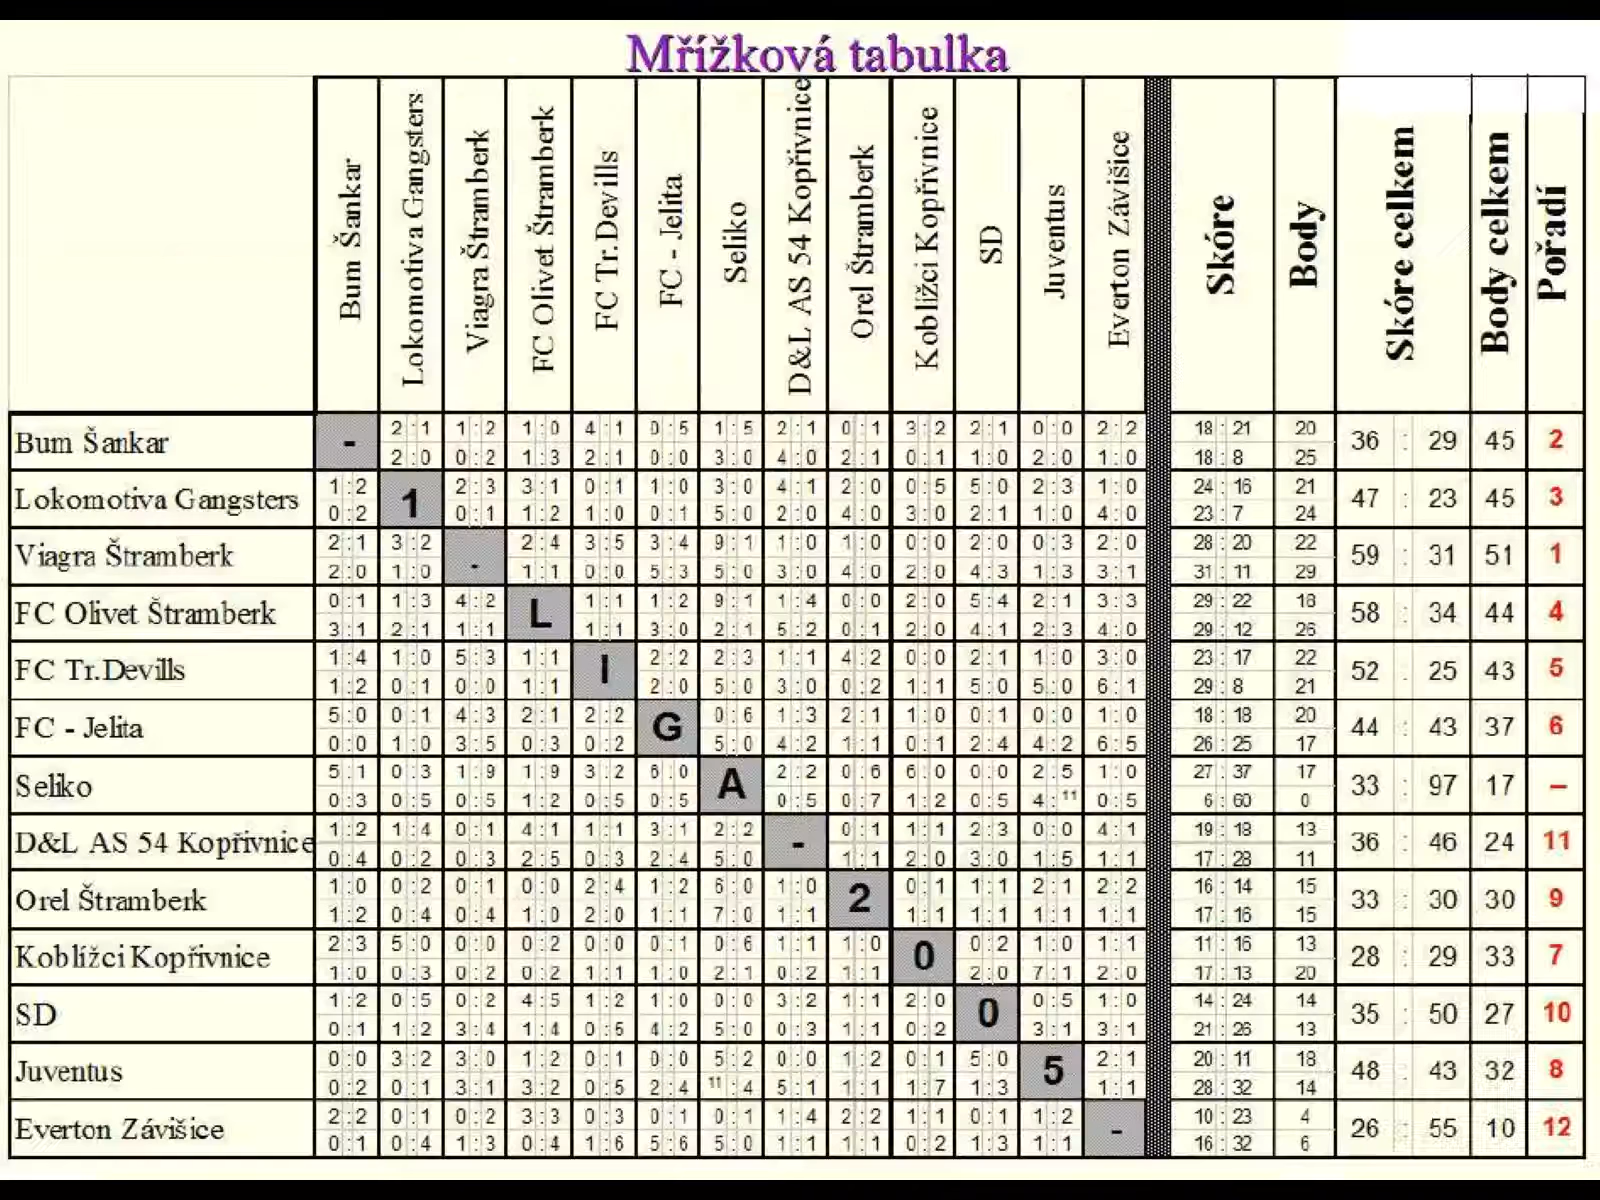 Mřížková tabulka
Bum Šankar Lokomotiva Gangsters Viagra Štramberk FC Olivet Štramberk FC Tr.Devills FC - Jelita Seliko D&L AS 54 Kopřivnice Orel Štramberk Koblížci Kopřivnice SD Juventus Everton Závišice Skóre Body Skóre celkem Body celkem Pořadí
Bum Šankar - 2:1 1:2 1:0 4:1 0:5 1:5 2:1 0:1 3:2 2:1 0:0 2:2 18:21 20 36 : 29 45 2
2:0 0:2 1:3 2:1 0:0 3:0 4:0 2:1 0:1 1:0 2:0 1:0 18:8 25
Lokomotiva Gangsters 1:2 1 2:3 3:1 0:1 1:0 3:0 4:1 2:0 0:5 5:0 2:3 1:0 24:16 21 47 : 23 45 3
0:2 0:1 1:2 1:0 0:1 5:0 2:0 4:0 3:0 2:1 1:0 4:0 23:7 24
Viagra Štramberk 2:1 3:2 - 2:4 3:5 3:4 9:1 1:0 1:0 0:0 2:0 0:3 2:0 28:20 22 59 : 31 51 1
2:0 1:0 1:1 0:0 5:3 5:0 3:0 4:0 2:0 4:3 1:3 3:1 31:11 29
FC Olivet Štramberk 0:1 1:3 4:2 L 1:1 1:2 9:1 1:4 0:0 2:0 5:4 2:1 3:3 29:22 18 58 : 34 44 4
3:1 2:1 1:1 1:1 3:0 2:1 5:2 0:1 2:0 4:1 2:3 4:0 29:12 26
FC Tr.Devills 1:4 1:0 5:3 1:1 I 2:2 2:3 1:1 4:2 0:0 2:1 1:0 3:0 23:17 22 52 : 25 43 5
1:2 0:1 0:0 1:1 2:0 5:0 3:0 0:2 1:1 5:0 5:0 6:1 29:8 21
FC - Jelita 5:0 0:1 4:3 2:1 2:2 G 0:6 1:3 2:1 1:0 0:1 0:0 1:0 18:18 20 44 : 43 37 6
0:0 1:0 3:5 0:3 0:2 5:0 4:2 1:1 0:1 2:4 4:2 6:5 26:25 17
Seliko 5:1 0:3 1:9 1:9 3:2 6:0 A 2:2 0:6 6:0 0:0 2:5 1:0 27:37 17 33 : 97 17 –
0:3 0:5 0:5 1:2 0:5 0:5 0:5 0:7 1:2 0:5 4:11 0:5 6:60 0
D&L AS 54 Kopřivnice 1:2 1:4 0:1 4:1 1:1 3:1 2:2 - 0:1 1:1 2:3 0:0 4:1 19:18 13 36 : 46 24 11
0:4 0:2 0:3 2:5 0:3 2:4 5:0 1:1 2:0 3:0 1:5 1:1 17:28 11
Orel Štramberk 1:0 0:2 0:1 0:0 2:4 1:2 6:0 1:0 2 0:1 1:1 2:1 2:2 16:14 15 33 : 30 30 9
1:2 0:4 0:4 1:0 2:0 1:1 7:0 1:1 1:1 1:1 1:1 1:1 17:16 15
Koblížci Kopřivnice 2:3 5:0 0:0 0:2 0:0 0:1 0:6 1:1 1:0 0 0:2 1:0 1:1 11:16 13 28 : 29 33 7
1:0 0:3 0:2 0:2 1:1 1:0 2:1 0:2 1:1 2:0 7:1 2:0 17:13 20
SD 1:2 0:5 0:2 4:5 1:2 1:0 0:0 3:2 1:1 2:0 0 0:5 1:0 14:24 14 35 : 50 27 10
0:1 1:2 3:4 1:4 0:5 4:2 5:0 0:3 1:1 0:2 3:1 3:1 21:26 13
Juventus 0:0 3:2 3:0 1:2 0:1 0:0 5:2 0:0 1:2 0:1 5:0 5 2:1 20:11 18 48 : 43 32 8
0:2 0:1 3:1 3:2 0:5 2:4 11:4 5:1 1:1 1:7 1:3 1:1 28:32 14
Everton Závišice 2:2 0:1 0:2 3:3 0:3 0:1 0:1 1:4 2:2 1:1 0:1 1:2 - 10:23 4 26 : 55 10 12
0:1 0:4 1:3 0:4 1:6 5:6 5:0 1:1 1:1 0:2 1:3 1:1 16:32 6